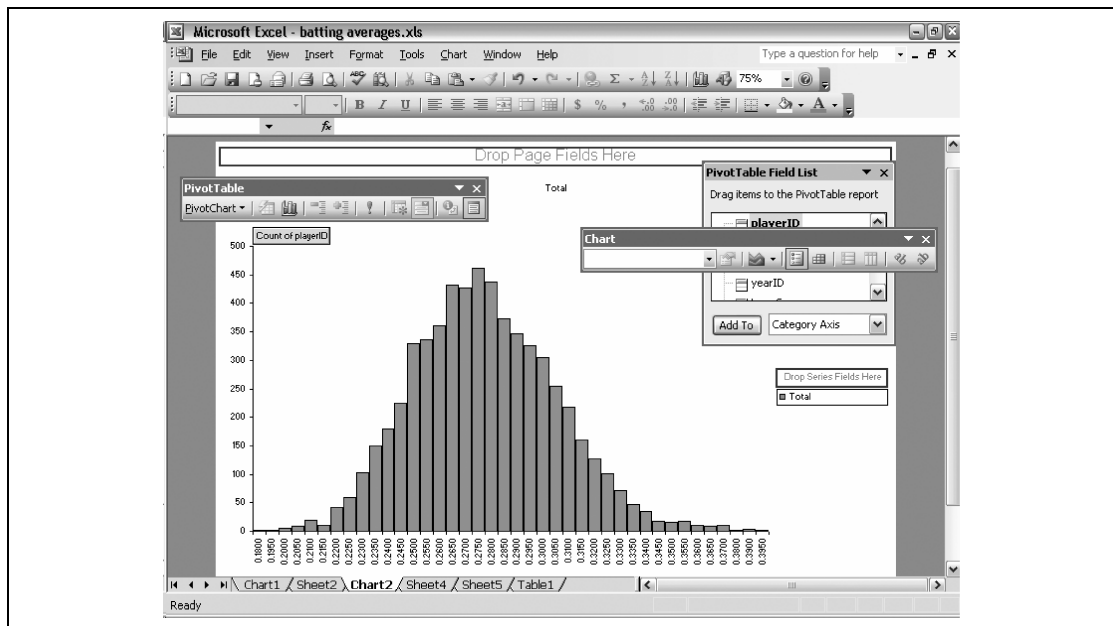 Microsoft Excel - batting averages.xls
File Edit View Insert Format Tools Chart Window Help
Type a question for help
75%
B I U $ % ,
fx
Drop Page Fields Here
PivotTable
PivotChart
Total
PivotTable Field List
Drag items to the PivotTable report
playerID
Chart
yearID
Add To Category Axis
Count of playerID
500
450
400
350
300
250
200
150
100
50
0
Drop Series Fields Here
Total
0.1800 0.1950 0.2000 0.2050 0.2100 0.2150 0.2200 0.2250 0.2300 0.2350 0.2400 0.2450 0.2500 0.2550 0.2600 0.2650 0.2700 0.2750 0.2800 0.2850 0.2900 0.2950 0.3000 0.3050 0.3100 0.3150 0.3200 0.3250 0.3300 0.3350 0.3400 0.3450 0.3500 0.3550 0.3600 0.3650 0.3700 0.3800 0.3900 0.3950
Chart1 / Sheet2 \ Chart2 / Sheet4 / Sheet5 / Table1 /
Ready